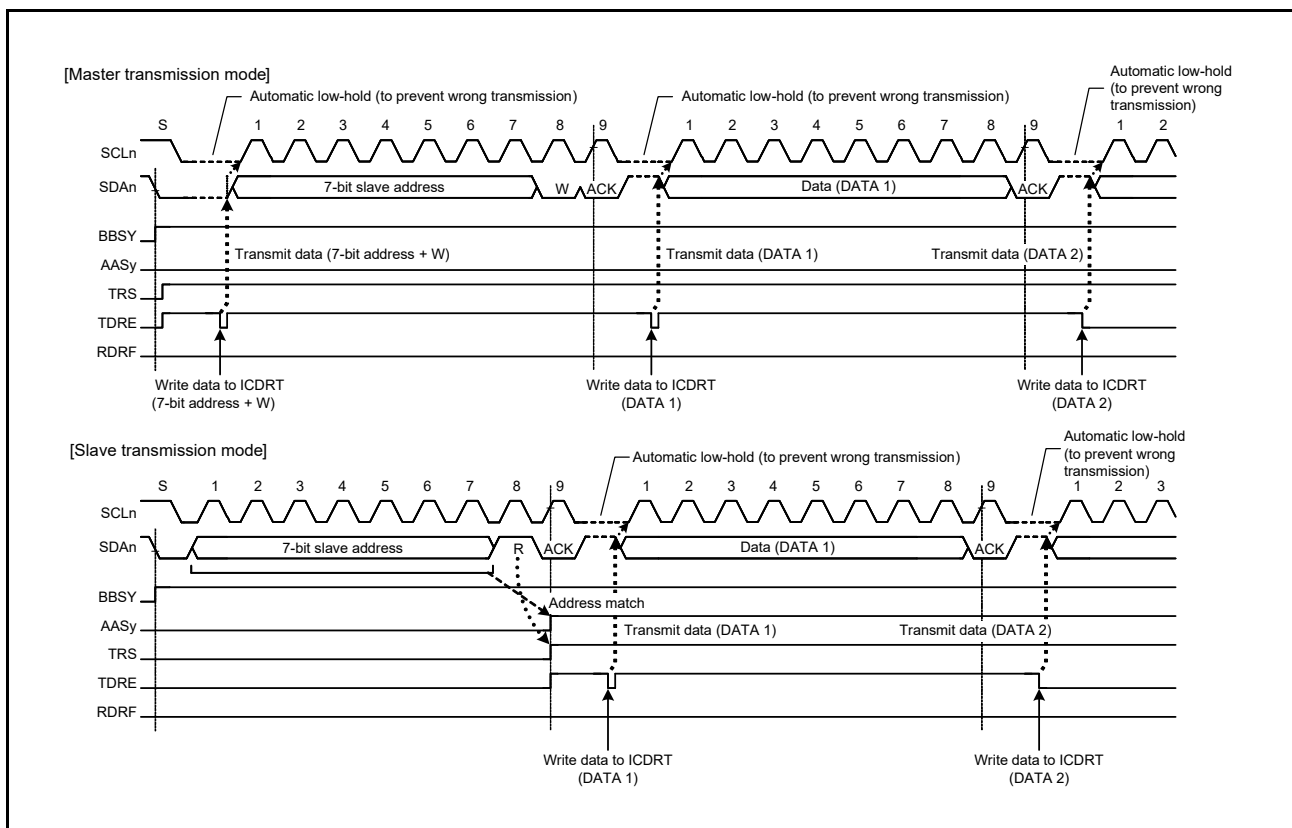 [Master transmission mode]
Automatic low-hold (to prevent wrong transmission)
Automatic low-hold (to prevent wrong transmission)
Automatic low-hold
(to prevent wrong
transmission)
S 1 2 3 4 5 6 7 8 9 1 2 3 4 5 6 7 8 9 1 2
SCLn
SDAn 7-bit slave address W ACK Data (DATA 1) ACK
BBSY
Transmit data (7-bit address + W) Transmit data (DATA 1) Transmit data (DATA 2)
AASy
TRS
TDRE
RDRF
Write data to ICDRT
(7-bit address + W)
Write data to ICDRT
(DATA 1)
Write data to ICDRT
(DATA 2)
[Slave transmission mode]
Automatic low-hold (to prevent wrong transmission)
Automatic low-hold
(to prevent wrong
transmission)
S 1 2 3 4 5 6 7 8 9 1 2 3 4 5 6 7 8 9 1 2 3
SCLn
SDAn 7-bit slave address R ACK Data (DATA 1) ACK
BBSY
Address match
AASy
Transmit data (DATA 1) Transmit data (DATA 2)
TRS
TDRE
RDRF
Write data to ICDRT
(DATA 1)
Write data to ICDRT
(DATA 2)